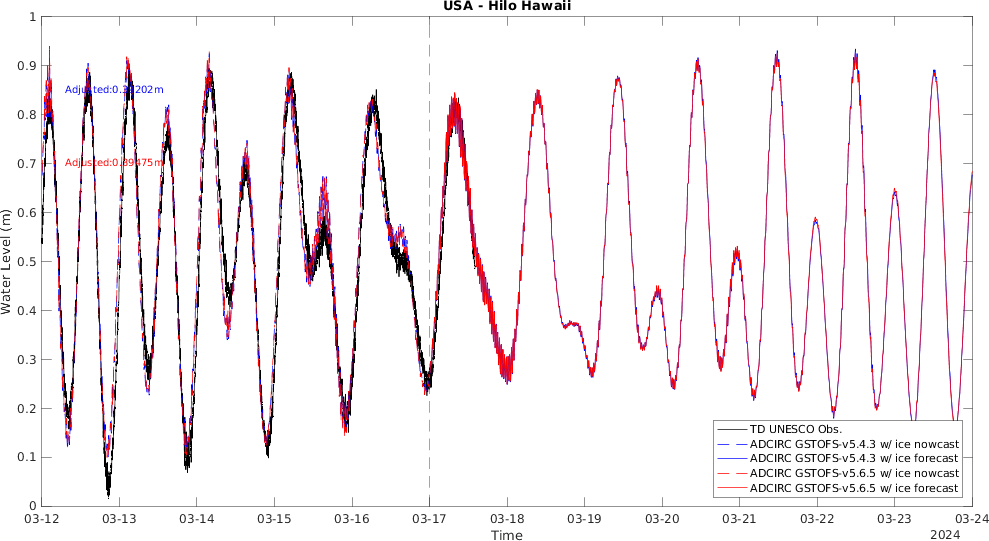 USA - Hilo Hawaii
1
0.9
0.8
0.7
0.6
0.5
0.4
0.3
0.2
0.1
0
Water Level (m)
Adjusted:0.39475m
03-12
03-13
03-14
03-15
03-16
03-17
03-18
03-19
03-20
03-21
03-22
03-23
03-24
Time
2024
TD UNESCO Obs.
ADCIRC GSTOFS-v5.4.3 w/ ice nowcast
ADCIRC GSTOFS-v5.4.3 w/ ice forecast
ADCIRC GSTOFS-v5.6.5 w/ ice nowcast
ADCIRC GSTOFS-v5.6.5 w/ ice forecast